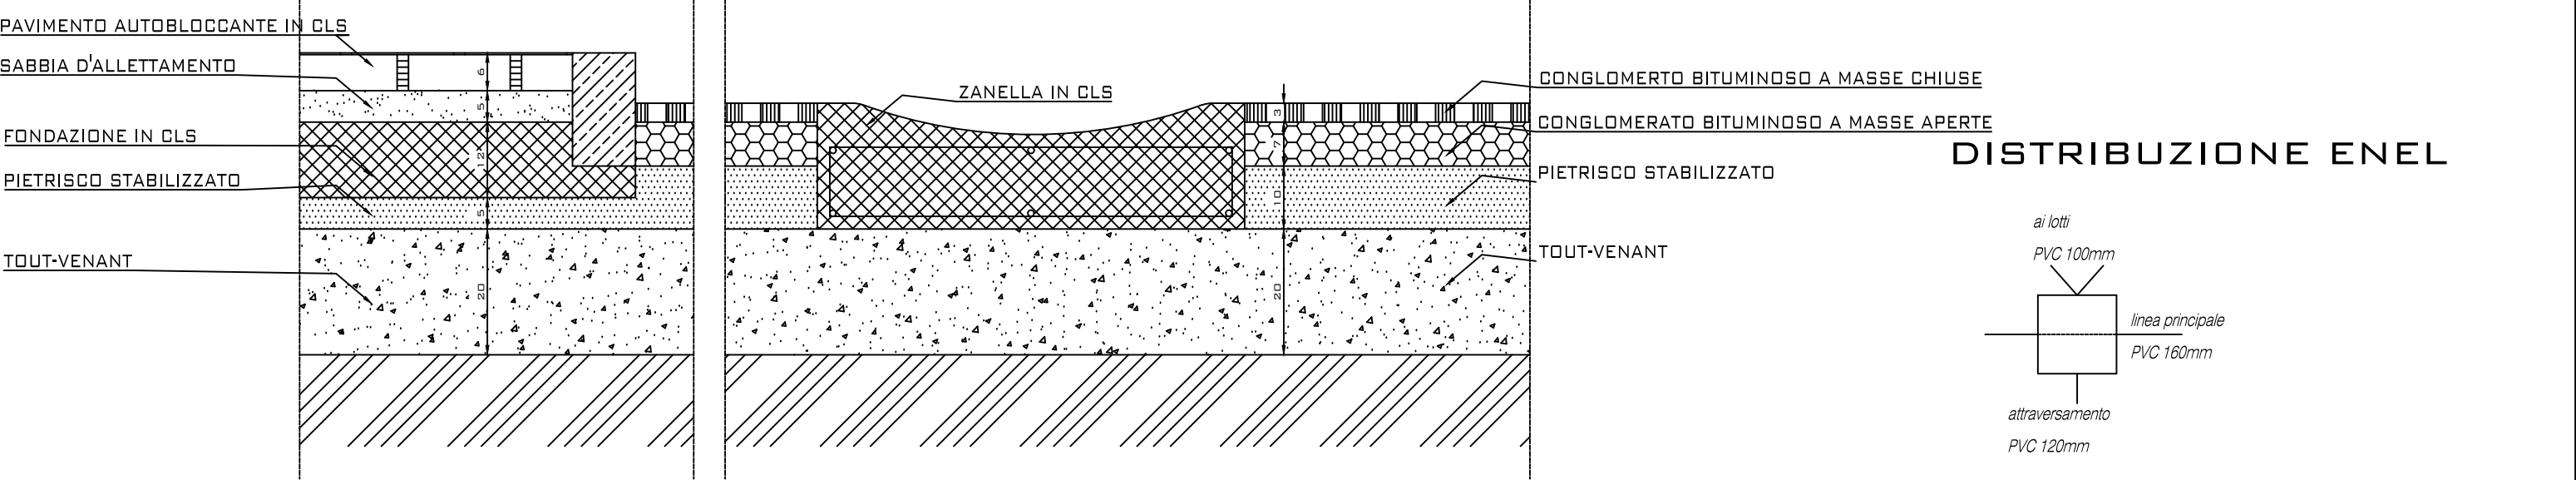 PAVIMENTO AUTOBLOCCANTE IN CLS
SABBIA D'ALLETTAMENTO
FONDAZIONE IN CLS
PIETRISCO STABILIZZATO
TOUT-VENANT
6
5
12
5
20
ZANELLA IN CLS
3
7
10
20
CONGLOMERTO BITUMINOSO A MASSE CHIUSE
CONGLOMERATO BITUMINOSO A MASSE APERTE
PIETRISCO STABILIZZATO
TOUT-VENANT
DISTRIBUZIONE ENEL
ai lotti
PVC 100mm
linea principale
PVC 160mm
attraversamento
PVC 120mm